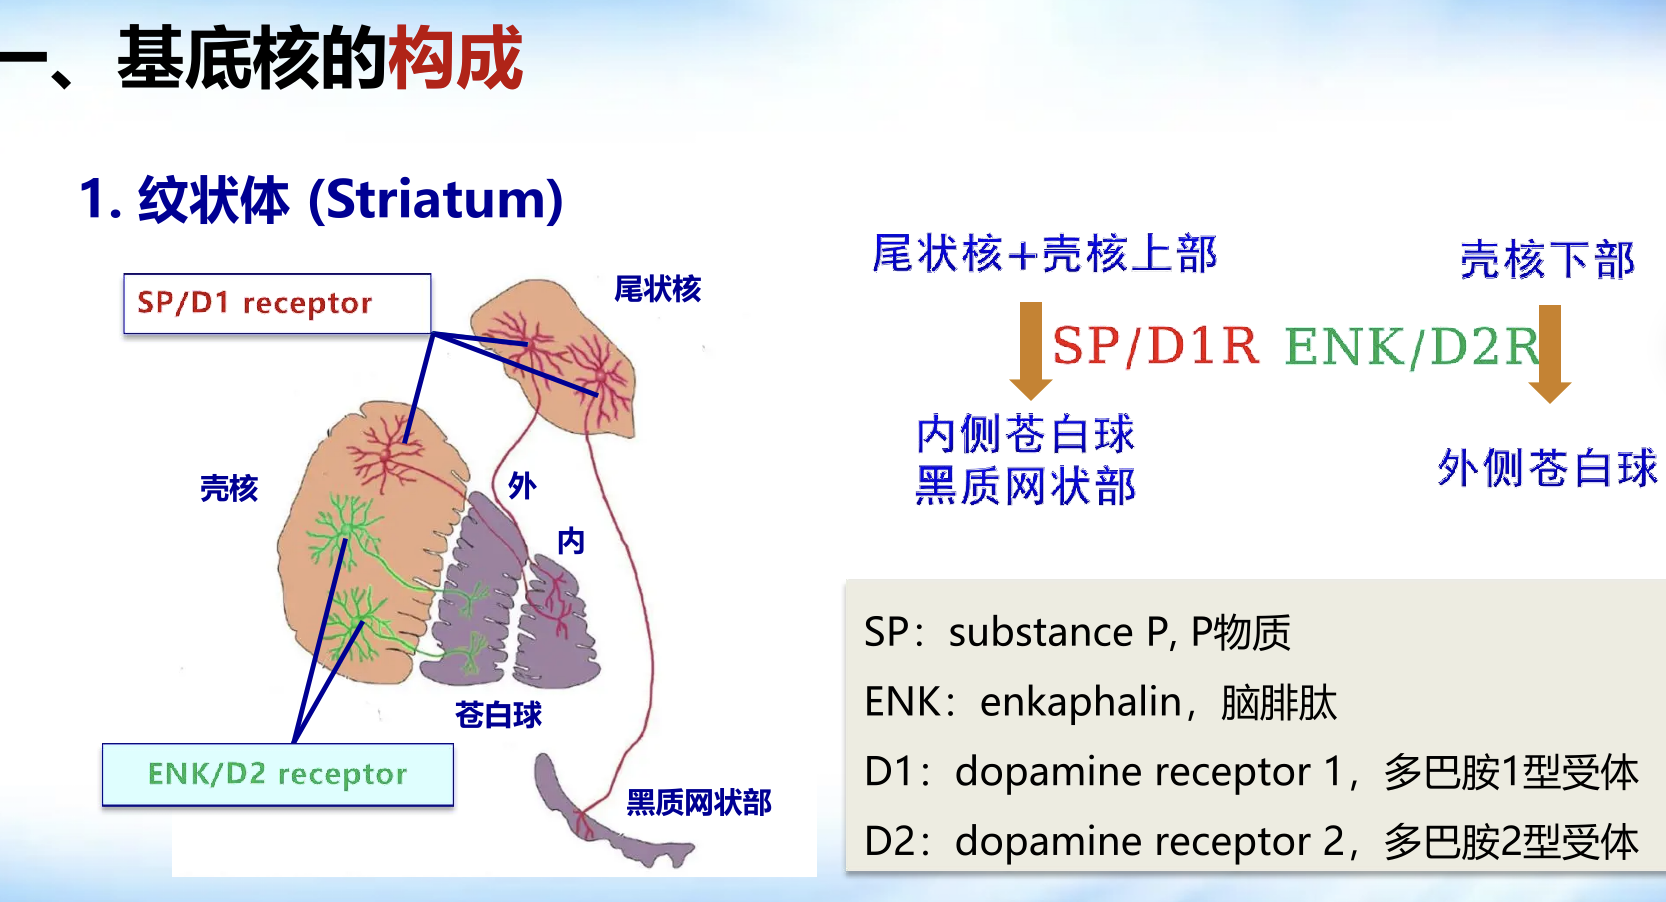 一、基底核的构成
1. 纹状体 (Striatum)
SP/D1 receptor
尾状核
壳核
外
内
苍白球
ENK/D2 receptor
黑质网状部
尾状核+壳核上部
壳核下部
SP/D1R ENK/D2R
内侧苍白球
黑质网状部
外侧苍白球
SP：substance P, P物质
ENK：enkaphalin，脑腓肽
D1：dopamine receptor 1，多巴胺1型受体
D2：dopamine receptor 2，多巴胺2型受体